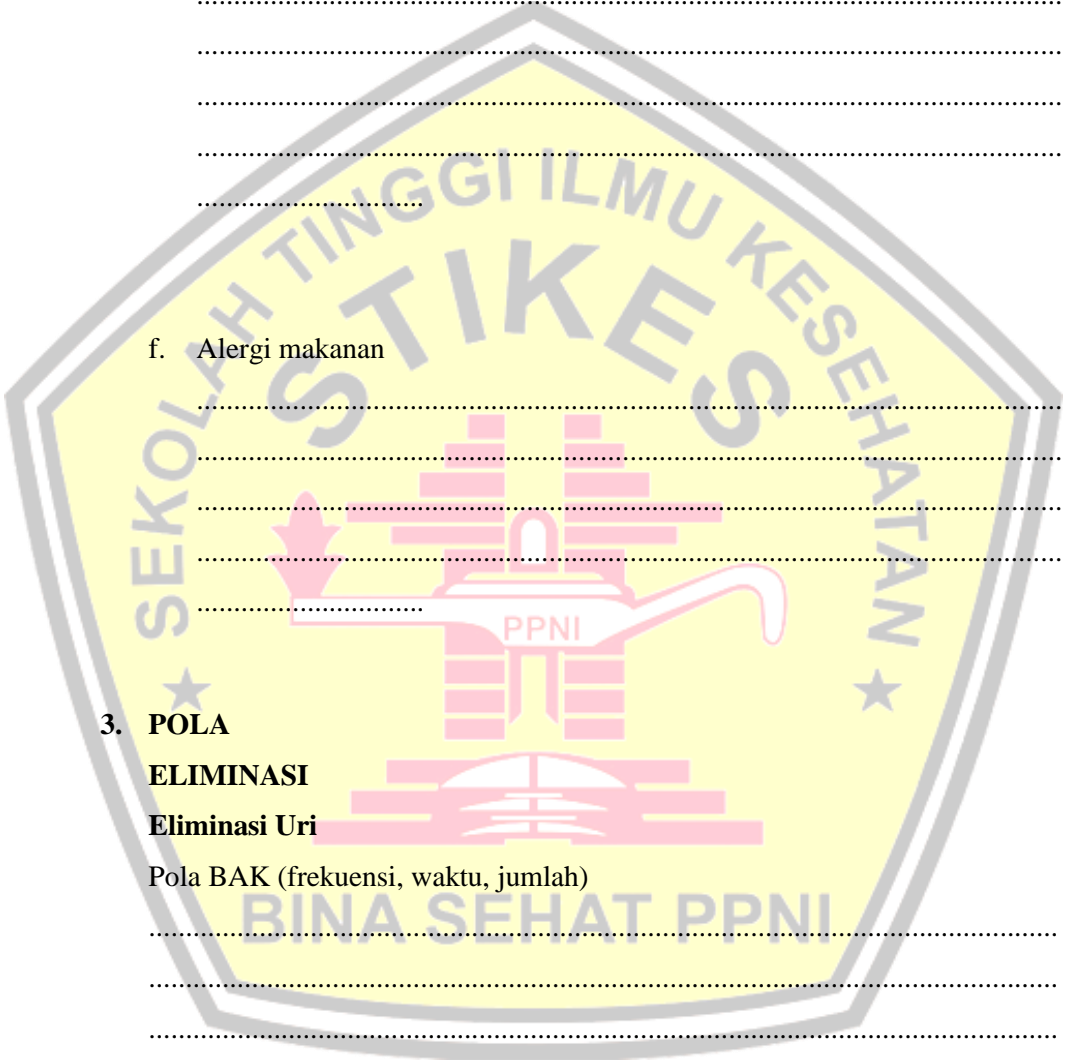 ........................................................................................................................
........................................................................................................................
........................................................................................................................
........................................................................................................................
...............................
f. Alergi makanan
........................................................................................................................
........................................................................................................................
........................................................................................................................
........................................................................................................................
...............................
3. POLA
ELIMINASI
Eliminasi Uri
Pola BAK (frekuensi, waktu, jumlah)
........................................................................................................................
........................................................................................................................
........................................................................................................................
SEKOLAH TINGGI ILMU KESEHATAN
STIKES
PPNI
BINA SEHAT PPNI